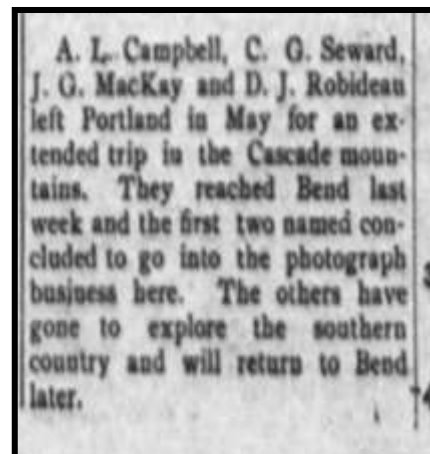 A. L. Campbell, C. G. Seward,
J. G. MacKay and D. J. Robideau
left Portland in May for an ex-
tended trip in the Cascade moun-
tains. They reached Bend last
week and the first two named con-
cluded to go into the photograph
business here. The others have
gone to explore the southern
country and will return to Bend
later.